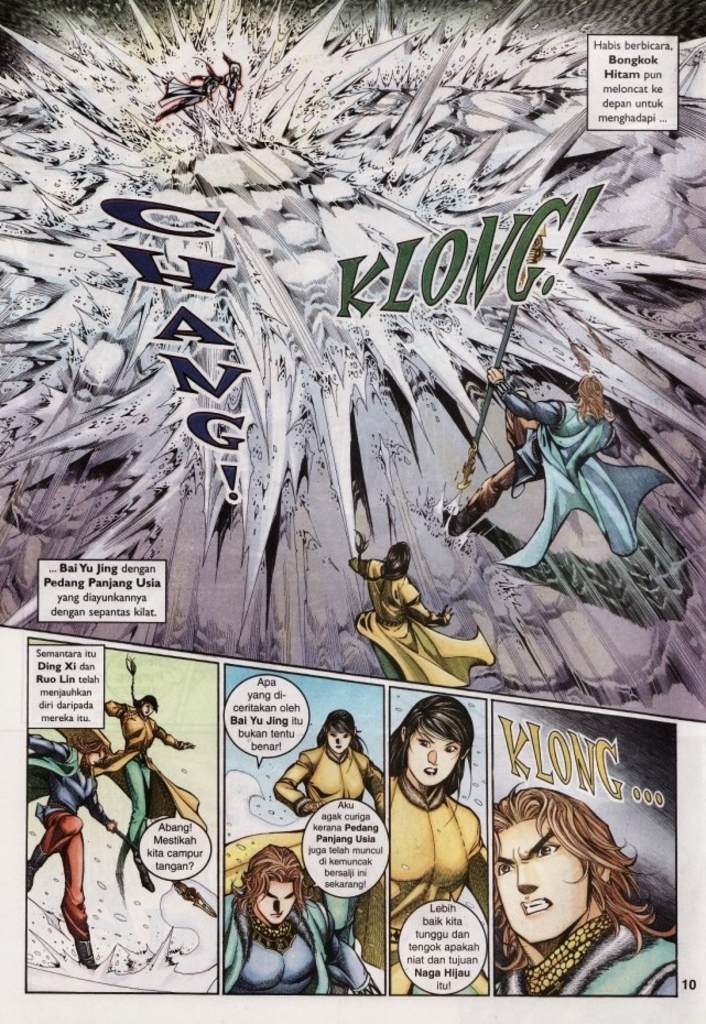 Habis berbicara,
Bongkok
Hitam pun
meloncat ke
depan untuk
menghadapi ...
CHANG!
KLONG!
... Bai Yu Jing dengan
Pedang Panjang Usia
yang diayunkannya
dengan sepantas kilat.
Semantara itu
Ding Xi dan
Ruo Lin telah
menjauhkan
diri daripada
mereka itu.
Abang!
Mestikah
kita campur
tangan?
Apa
yang di-
ceritakan oleh
Bai Yu Jing itu
bukan tentu
benar!
Aku
agak curiga
kerana Pedang
Panjang Usia
juga telah muncul
di kemuncak
bersalji ini
sekarang!
Lebih
baik kita
tunggu dan
tengok apakah
niat dan tujuan
Naga Hijau
itu!
KLONG...
10